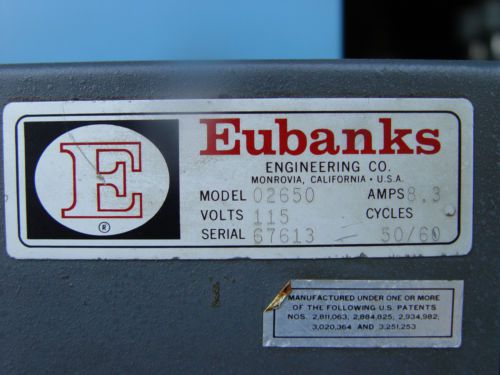 Eubanks
E
ENGINEERING CO.
MONROVIA, CALIFORNIA • U.S.A.
MODEL 02650 AMPS 8.3
VOLTS 115 CYCLES
SERIAL 67613 — 50/60
®
MANUFACTURED UNDER ONE OR MORE
OF THE FOLLOWING U.S. PATENTS
NOS. 2,811,063; 2,884,825; 2,934,982;
3,020,364 AND 3,251,253